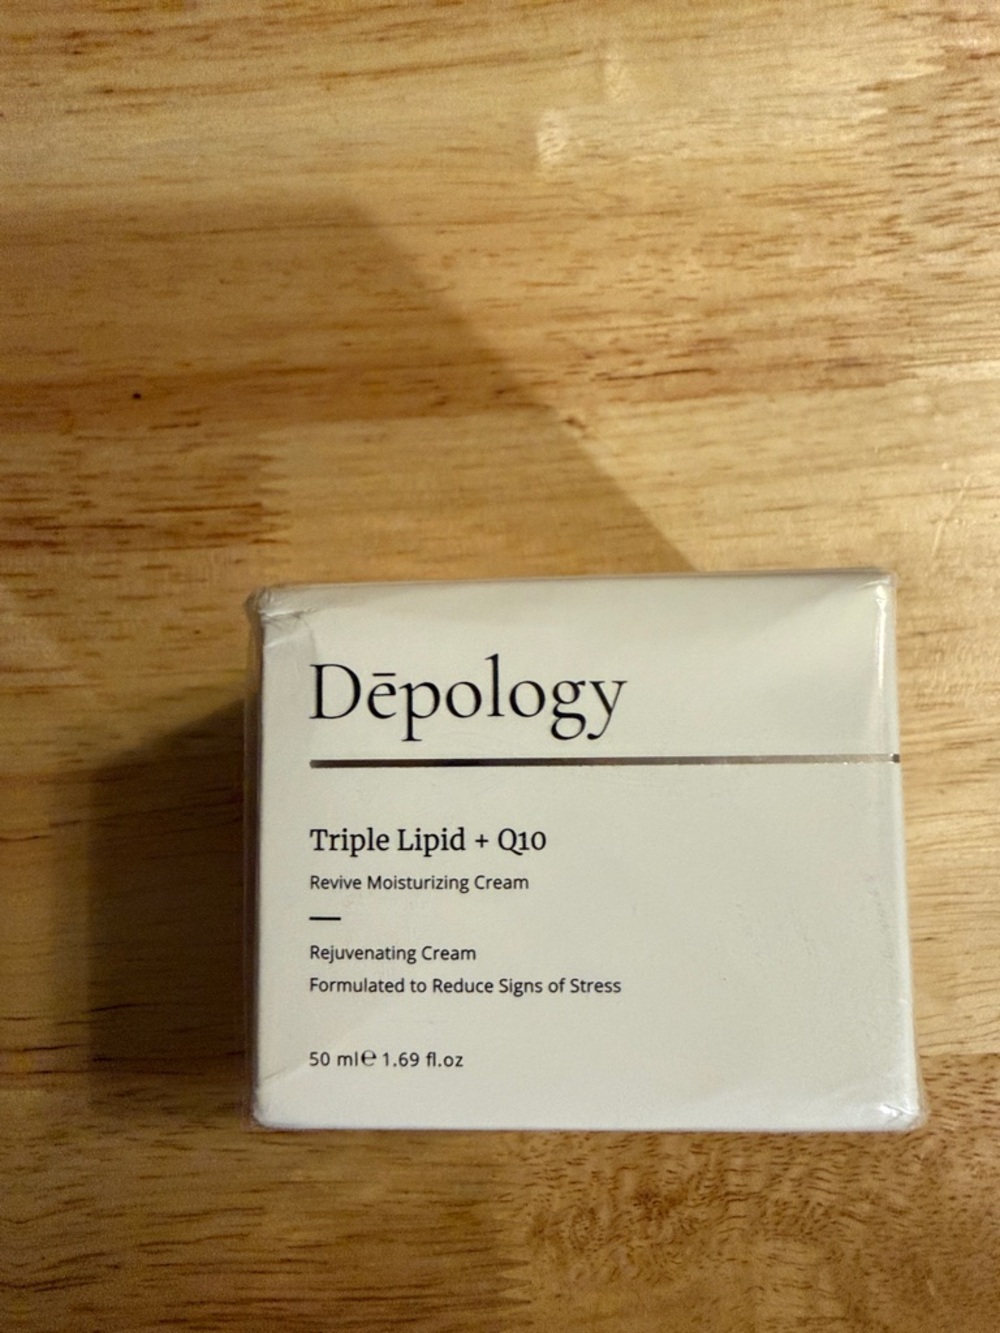 Dēpology
Triple Lipid + Q10
Revive Moisturizing Cream
Rejuvenating Cream
Formulated to Reduce Signs of Stress
50 ml℮ 1.69 fl.oz